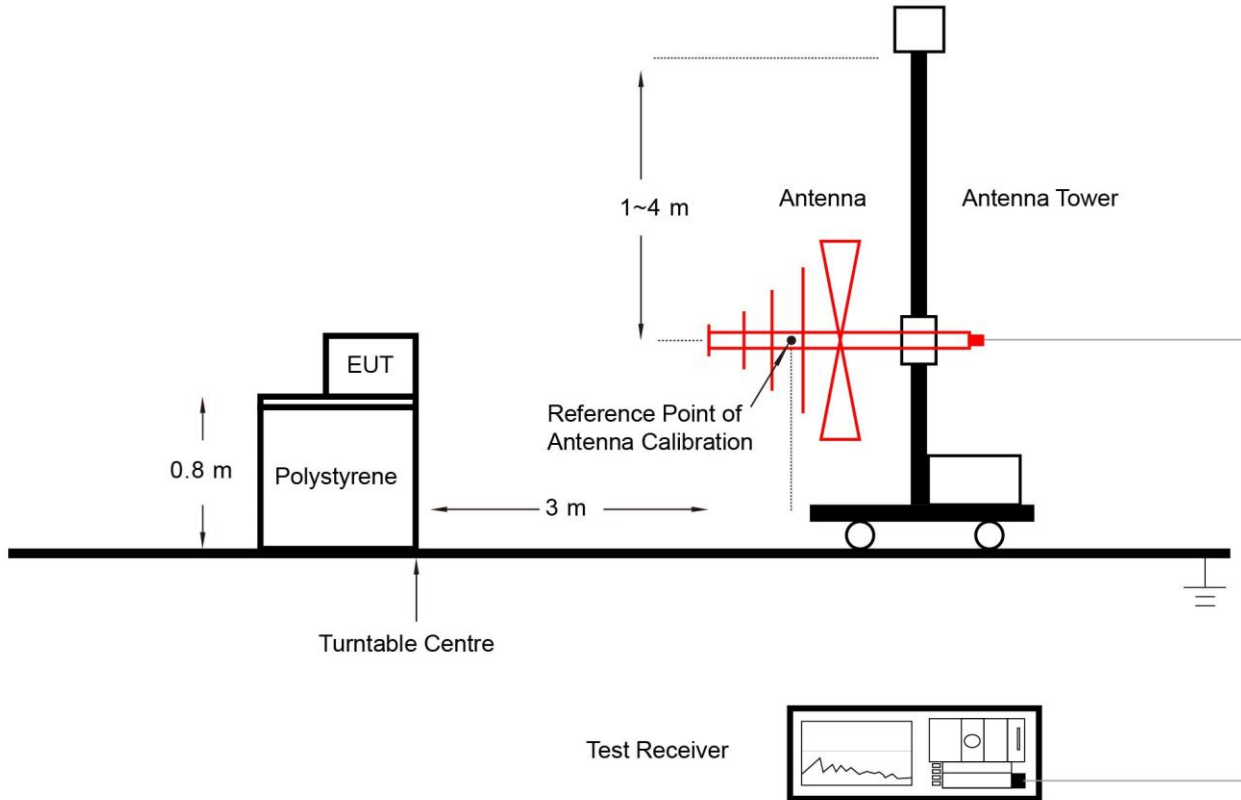 1~4 m
Antenna
Antenna Tower
EUT
Reference Point of
Antenna Calibration
0.8 m
Polystyrene
3 m
Turntable Centre
Test Receiver